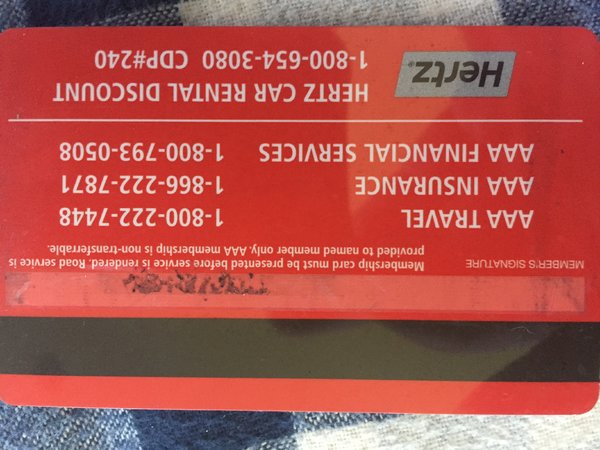 MEMBER'S SIGNATURE
Membership card must be presented before service is rendered. Road service is
provided to named member only. AAA membership is non-transferrable.
AAA TRAVEL 1-800-222-7448
AAA INSURANCE 1-866-222-7871
AAA FINANCIAL SERVICES 1-800-793-0508
HERTZ CAR RENTAL DISCOUNT
1-800-654-3080 CDP#240
Hertz